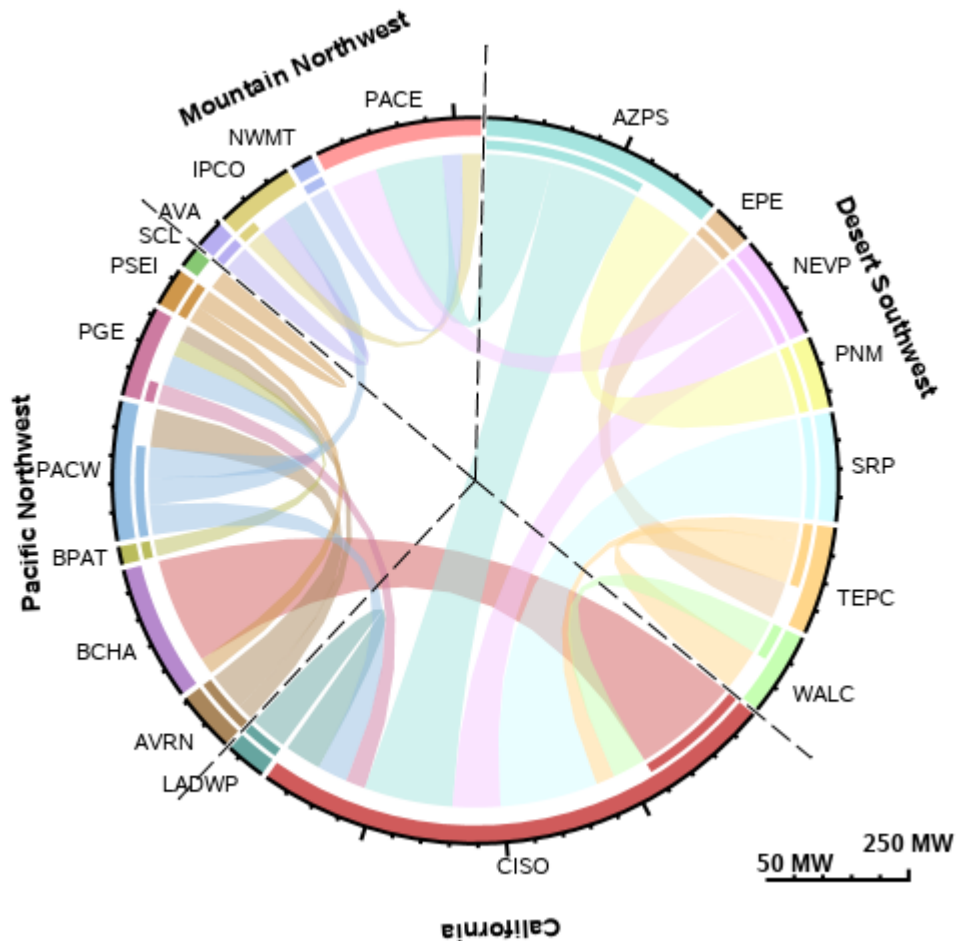 Mountain Northwest
PACE
AZPS
NWMT
IPCO
EPE
AVA
SCL
Desert Southwest
PSEI
NEVP
PGE
PNM
Pacific Northwest
PACW
SRP
BPAT
TEPC
BCHA
WALC
AVRN
LADWP
CISO
50 MW
250 MW
California